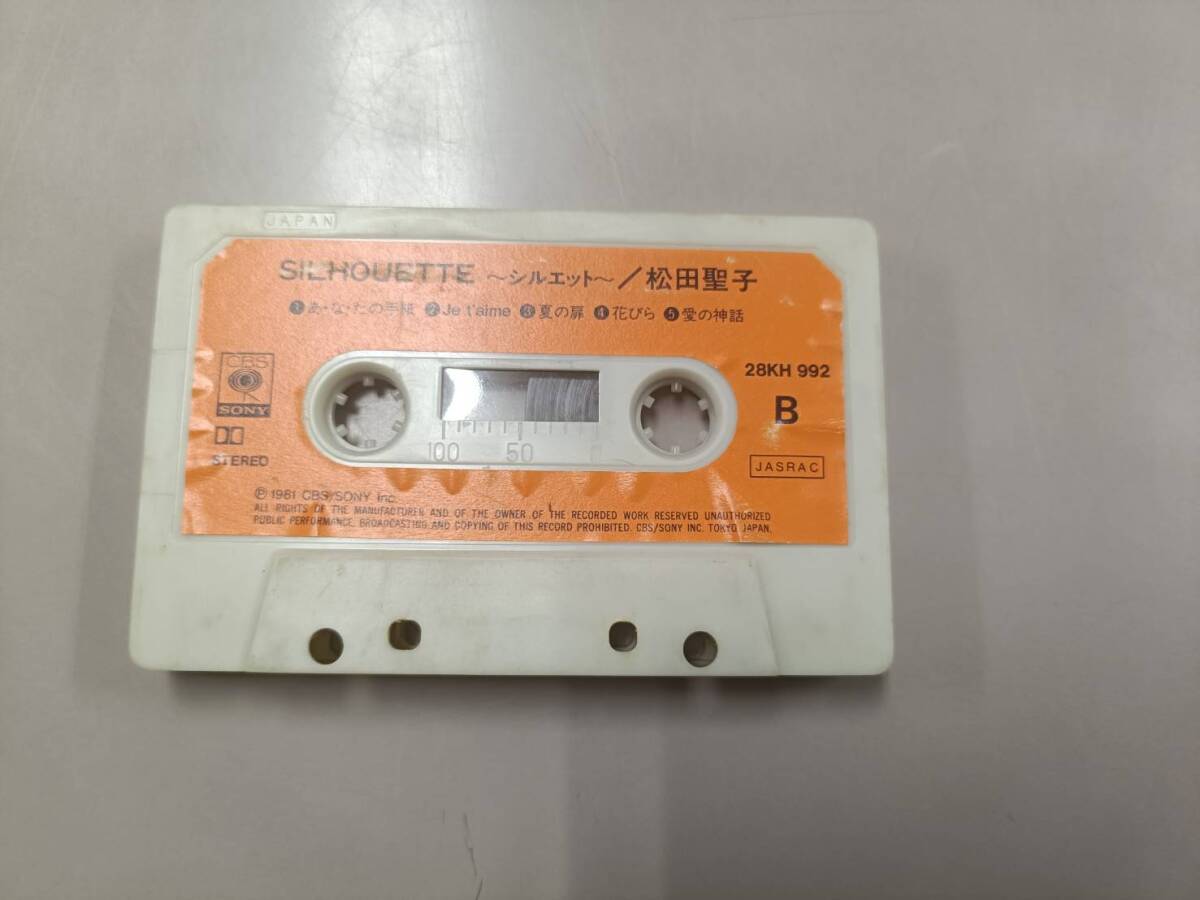 JAPAN
SILHOUETTE ～シルエット～／松田聖子
❶あ・な・たの手紙 ❷Je t'aime ❸夏の扉 ❹花びら ❺愛の神話
CBS
SONY
STEREO
28KH 992
B
JASRAC
100 50 0
Ⓟ 1981 CBS/SONY Inc.
ALL RIGHTS OF THE MANUFACTURER AND OF THE OWNER OF THE RECORDED WORK RESERVED UNAUTHORIZED
PUBLIC PERFORMANCE, BROADCASTING AND COPYING OF THIS RECORD PROHIBITED. CBS/SONY INC. TOKYO JAPAN.